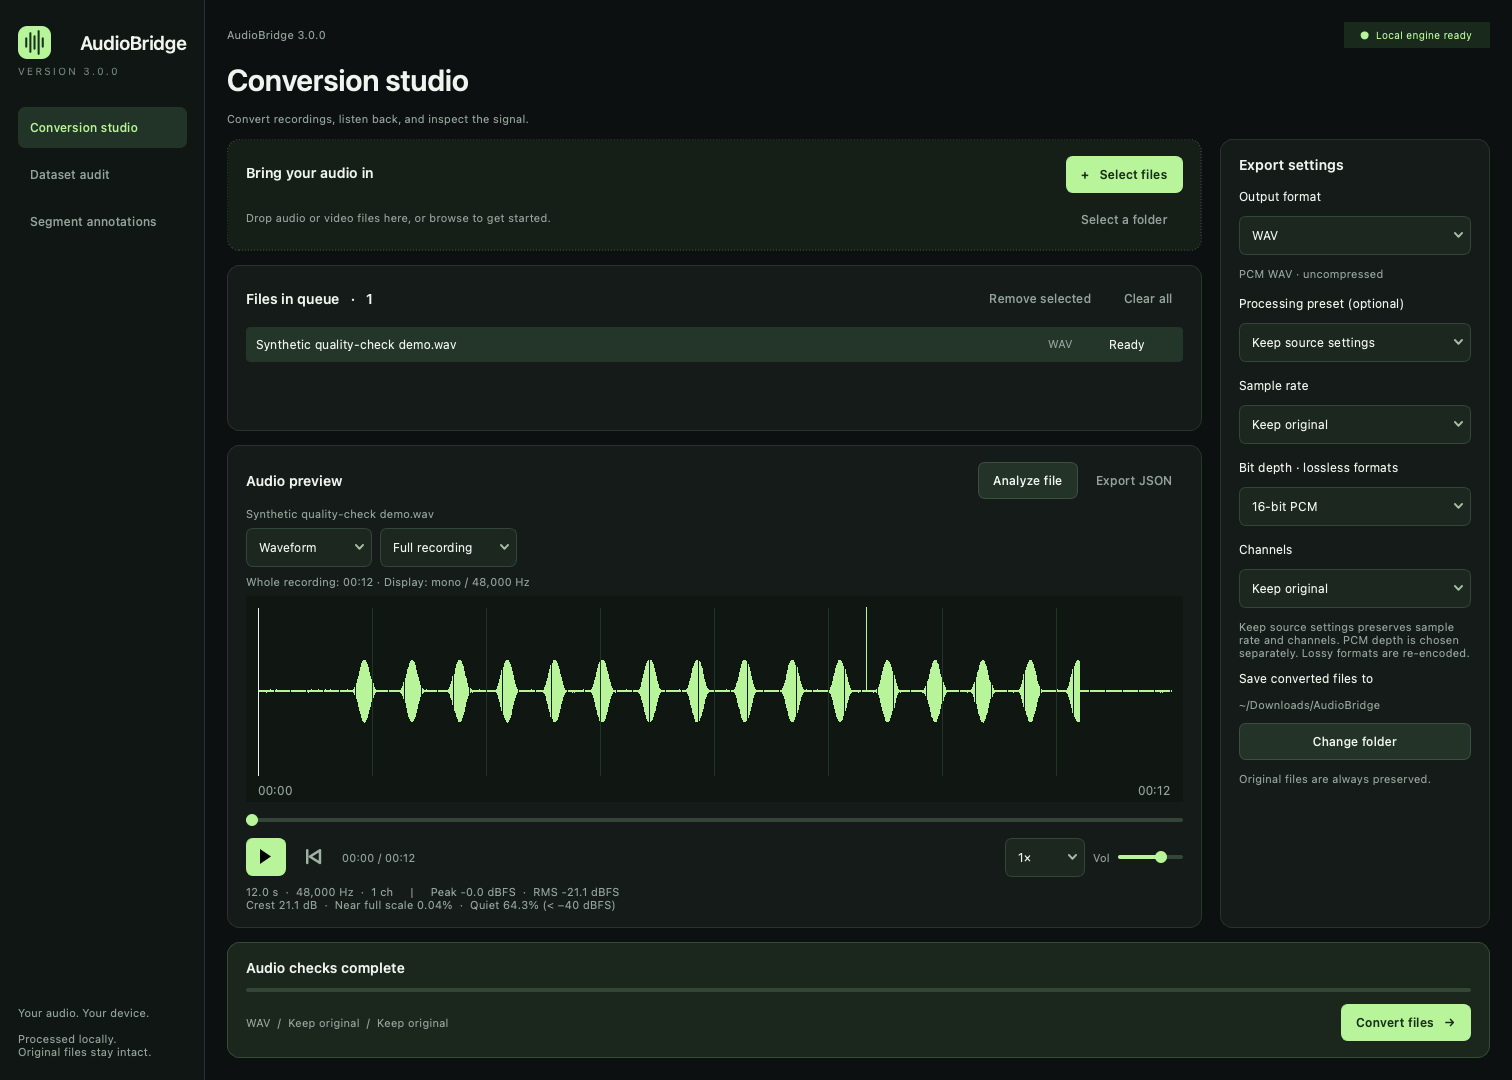 AudioBridge
VERSION 3.0.0
Conversion studio
Dataset audit
Segment annotations
Your audio. Your device.
Processed locally.
Original files stay intact.
AudioBridge 3.0.0
Local engine ready
Conversion studio
Convert recordings, listen back, and inspect the signal.
Bring your audio in
+ Select files
Drop audio or video files here, or browse to get started.
Select a folder
Files in queue · 1
Remove selected
Clear all
Synthetic quality-check demo.wav
WAV
Ready
Audio preview
Analyze file
Export JSON
Synthetic quality-check demo.wav
Waveform
Full recording
Whole recording: 00:12 · Display: mono / 48,000 Hz
00:00
00:12
00:00 / 00:12
1×
Vol
12.0 s · 48,000 Hz · 1 ch | Peak -0.0 dBFS · RMS -21.1 dBFS
Crest 21.1 dB · Near full scale 0.04% · Quiet 64.3% (< −40 dBFS)
Export settings
Output format
WAV
PCM WAV · uncompressed
Processing preset (optional)
Keep source settings
Sample rate
Keep original
Bit depth · lossless formats
16-bit PCM
Channels
Keep original
Keep source settings preserves sample
rate and channels. PCM depth is chosen
separately. Lossy formats are re-encoded.
Save converted files to
~/Downloads/AudioBridge
Change folder
Original files are always preserved.
Audio checks complete
WAV / Keep original / Keep original
Convert files →